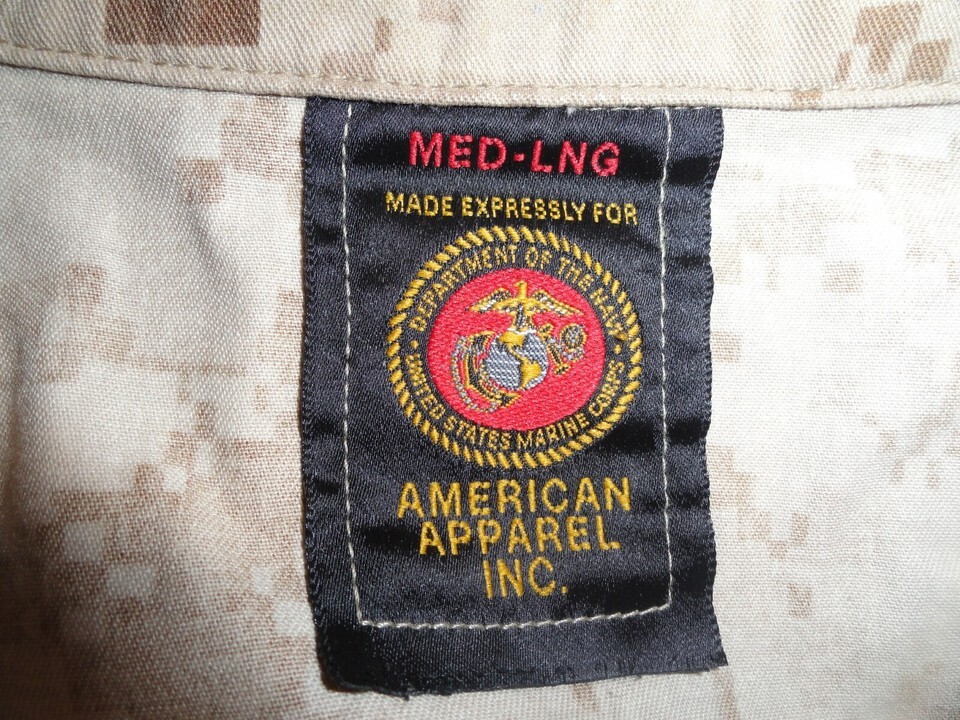 MED-LNG
MADE EXPRESSLY FOR
DEPARTMENT OF THE NAVY
UNITED STATES MARINE CORPS
AMERICAN
APPAREL
INC.